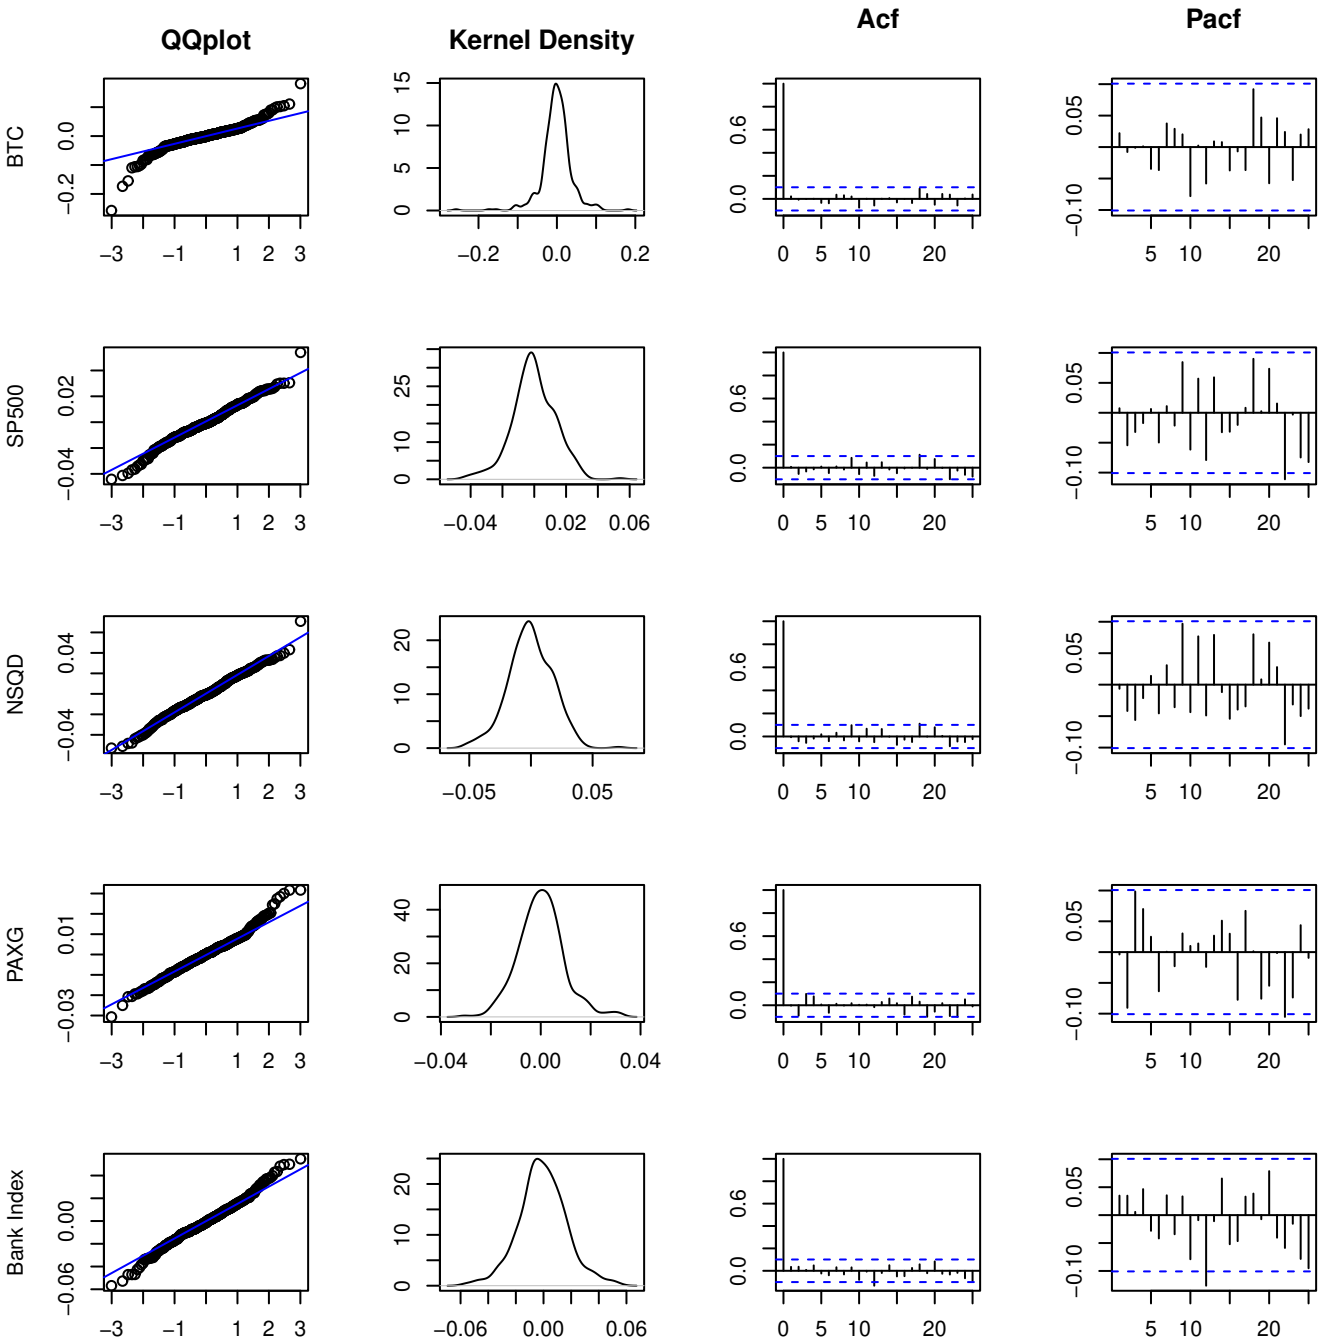 Acf Pacf
QQplot Kernel Density
BTC
−0.2 0.0
−3 −1 1 2 3
0 5 10 15
−0.2 0.0 0.2
0.0 0.6
0 5 10 20
−0.10 0.05
5 10 20
SP500
−0.04 0.02
−3 −1 1 2 3
0 10 25
−0.04 0.02 0.06
0.0 0.6
0 5 10 20
−0.10 0.05
5 10 20
NSQD
−0.04 0.04
−3 −1 1 2 3
0 10 20
−0.05 0.05
0.0 0.6
0 5 10 20
−0.10 0.05
5 10 20
PAXG
−0.03 0.01
−3 −1 1 2 3
0 20 40
−0.04 0.00 0.04
0.0 0.6
0 5 10 20
−0.10 0.05
5 10 20
Bank Index
−0.06 0.00
−3 −1 1 2 3
0 10 20
−0.06 0.00 0.06
0.0 0.6
0 5 10 20
−0.10 0.05
5 10 20